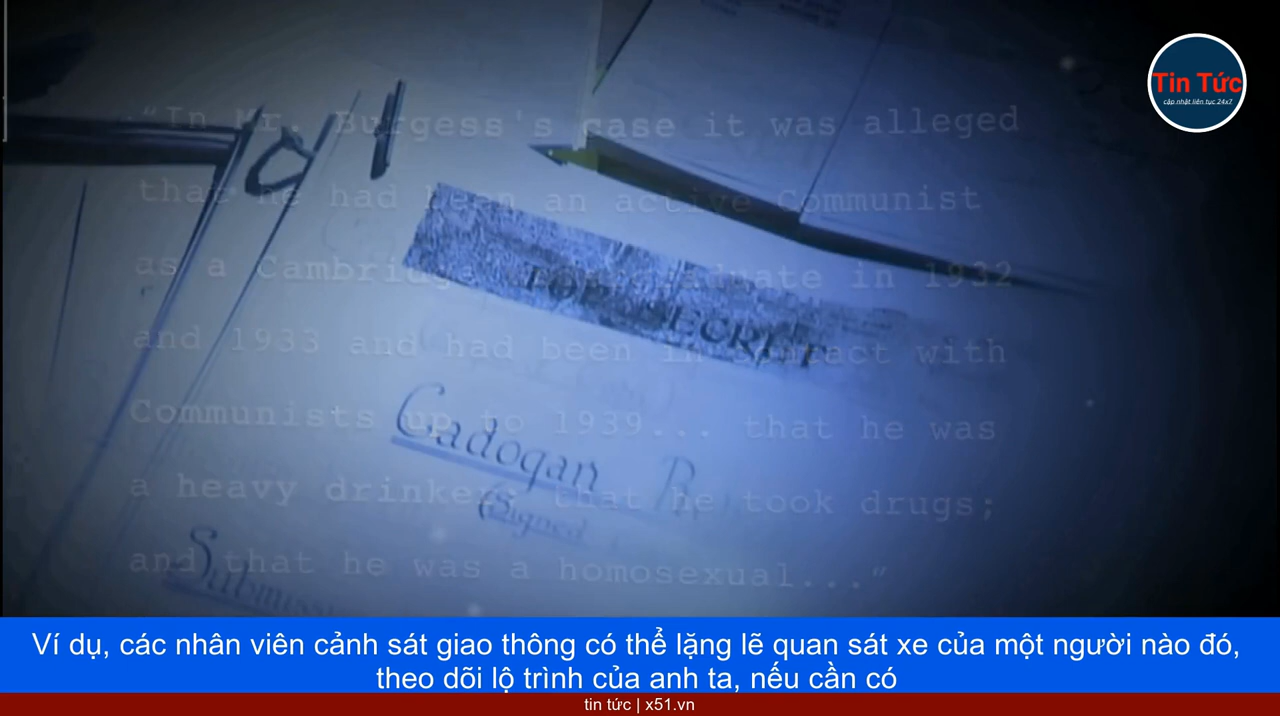 Tin Tức
cập nhật liên tục 24x7
"In Mr. Burgess's case it was alleged
that he had been an active Communist
as a Cambridge undergraduate in 1932
and 1933 and had been in contact with
Communists up to 1939... that he was
a heavy drinker; that he took drugs;
and that he was a homosexual..."
TOP SECRET
Cadogan
(Signed
Ví dụ, các nhân viên cảnh sát giao thông có thể lặng lẽ quan sát xe của một người nào đó,
theo dõi lộ trình của anh ta, nếu cần có
tin tức | x51.vn